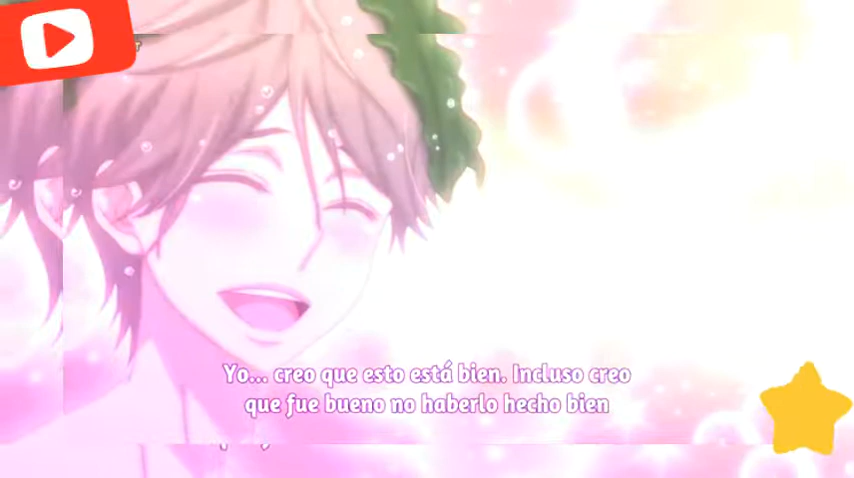 Yo... creo que esto está bien. Incluso creo
que fue bueno no haberlo hecho bien